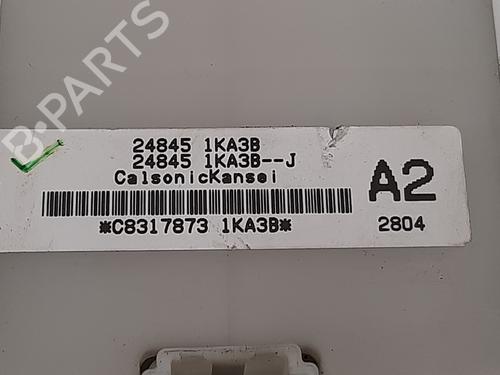 B-PARTS
24845 1KA3B
24845 1KA3B--J
CalsonicKansei
A2
*C8317873 1KA3B*
2804